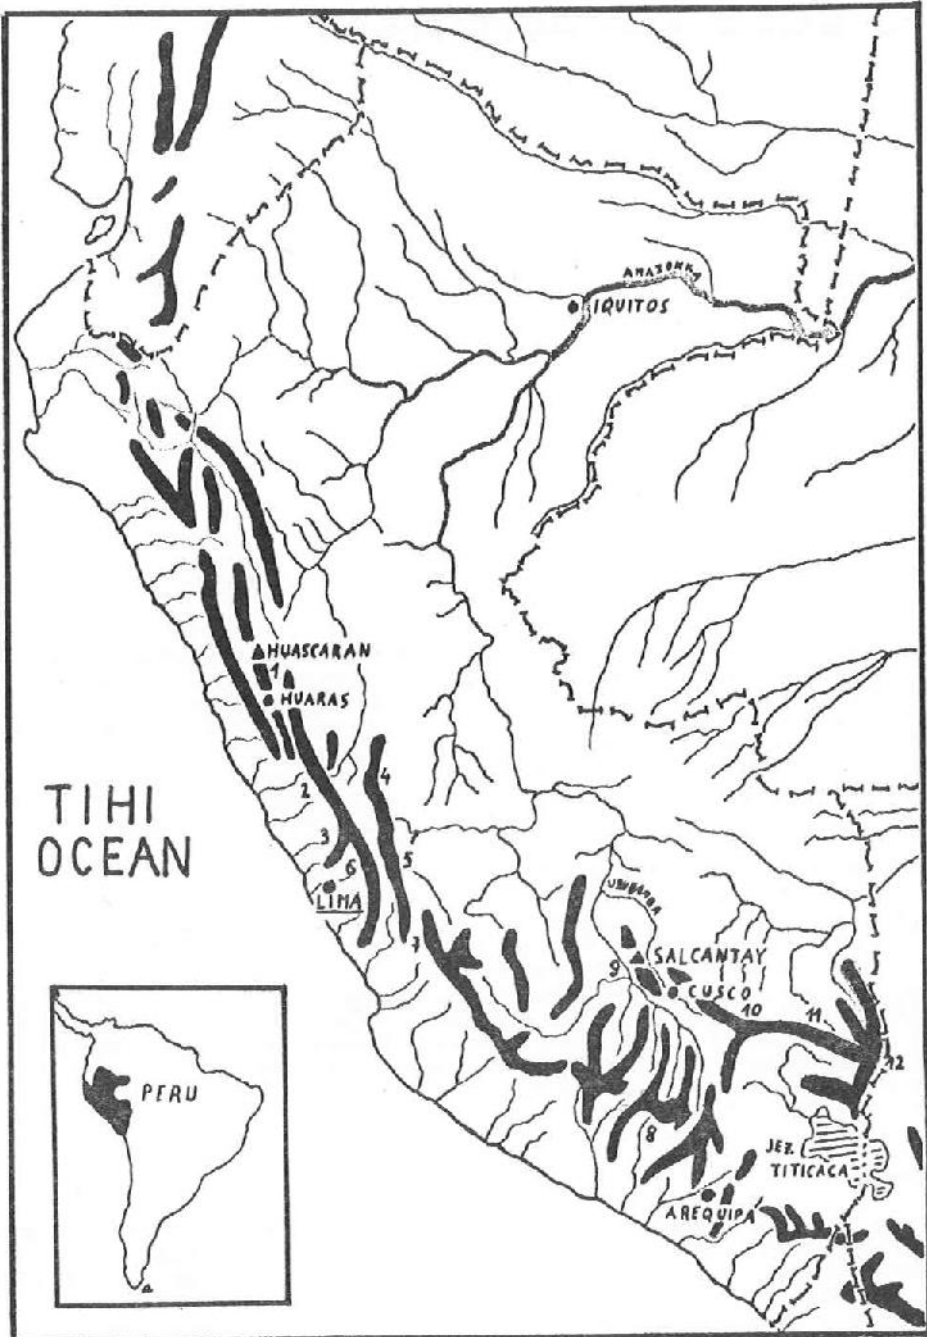 AMAZONKA
IQUITOS
HUASCARAN
1
HUARAS
4
2
TIHI
OCEAN
3
5
6
LIMA
URUBAMBA
7
SALCANTAY
9
CUSCO
10
11
PERU
12
8
JEZ.
TITICACA
AREQUIPA